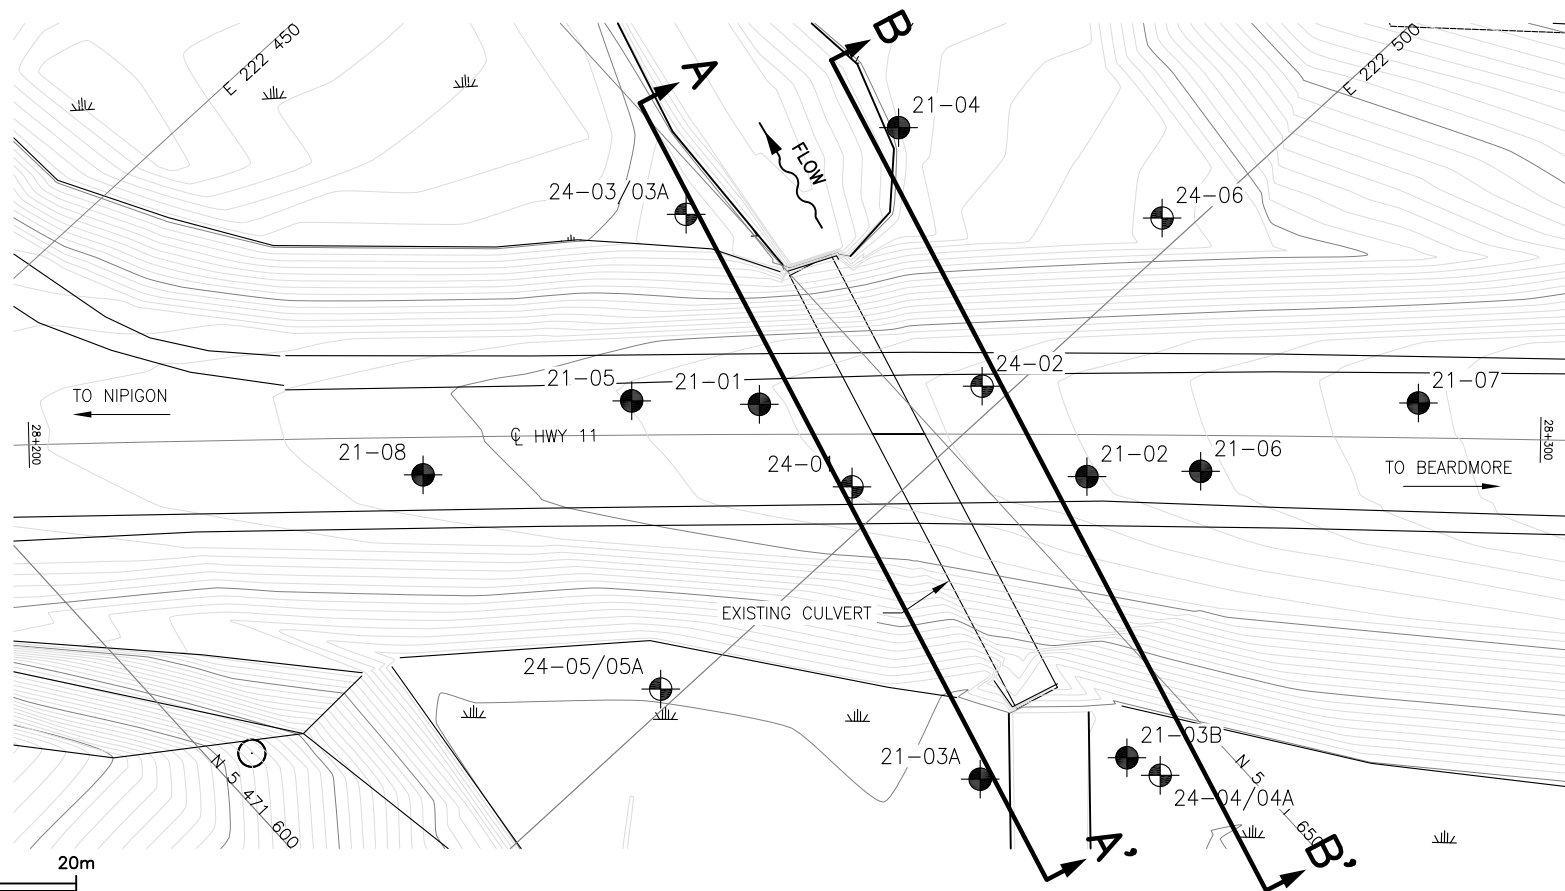 B
A
E 222 450
E 222 500
21-04
FLOW
24-03/03A
24-06
24-02
21-05
21-01
21-07
TO NIPIGON
28+200
28+300
℄ HWY 11
21-08
24-01
21-02
21-06
TO BEARDMORE
EXISTING CULVERT
24-05/05A
21-03A
21-03B
24-04/04A
N 5 471 600
N 5 650
A'
B'
20m